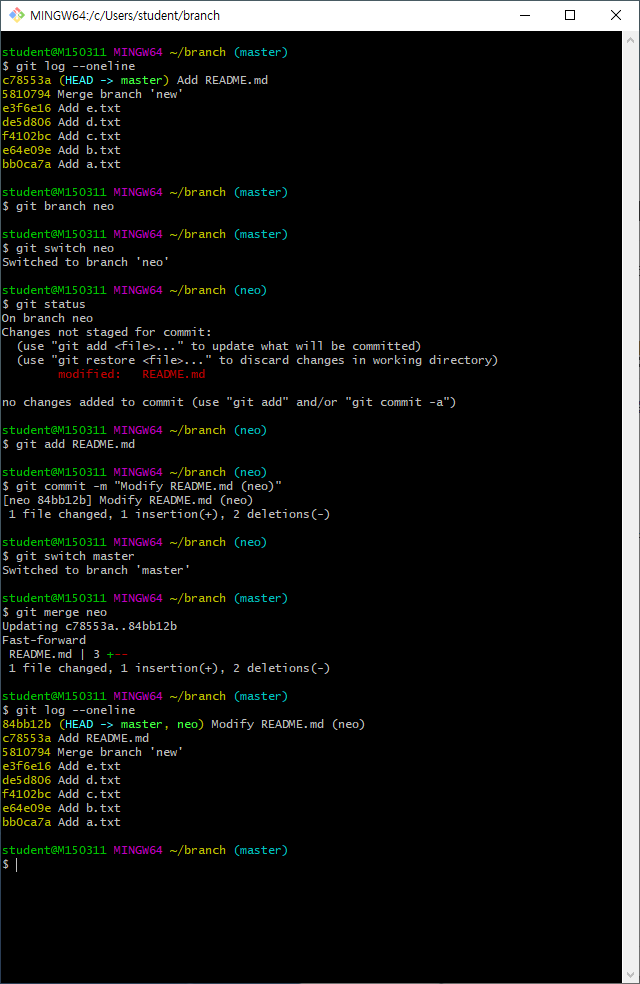 MINGW64:/c/Users/student/branch
student@M150311 MINGW64 ~/branch (master)
$ git log --oneline
c78553a (HEAD -> master) Add README.md
5810794 Merge branch 'new'
e3f6e16 Add e.txt
de5d806 Add d.txt
f4102bc Add c.txt
e64e09e Add b.txt
bb0ca7a Add a.txt
student@M150311 MINGW64 ~/branch (master)
$ git branch neo
student@M150311 MINGW64 ~/branch (master)
$ git switch neo
Switched to branch 'neo'
student@M150311 MINGW64 ~/branch (neo)
$ git status
On branch neo
Changes not staged for commit:
  (use "git add <file>..." to update what will be committed)
  (use "git restore <file>..." to discard changes in working directory)
        modified:   README.md
no changes added to commit (use "git add" and/or "git commit -a")
student@M150311 MINGW64 ~/branch (neo)
$ git add README.md
student@M150311 MINGW64 ~/branch (neo)
$ git commit -m "Modify README.md (neo)"
[neo 84bb12b] Modify README.md (neo)
 1 file changed, 1 insertion(+), 2 deletions(-)
student@M150311 MINGW64 ~/branch (neo)
$ git switch master
Switched to branch 'master'
student@M150311 MINGW64 ~/branch (master)
$ git merge neo
Updating c78553a..84bb12b
Fast-forward
 README.md | 3 +--
 1 file changed, 1 insertion(+), 2 deletions(-)
student@M150311 MINGW64 ~/branch (master)
$ git log --oneline
84bb12b (HEAD -> master, neo) Modify README.md (neo)
c78553a Add README.md
5810794 Merge branch 'new'
e3f6e16 Add e.txt
de5d806 Add d.txt
f4102bc Add c.txt
e64e09e Add b.txt
bb0ca7a Add a.txt
student@M150311 MINGW64 ~/branch (master)
$